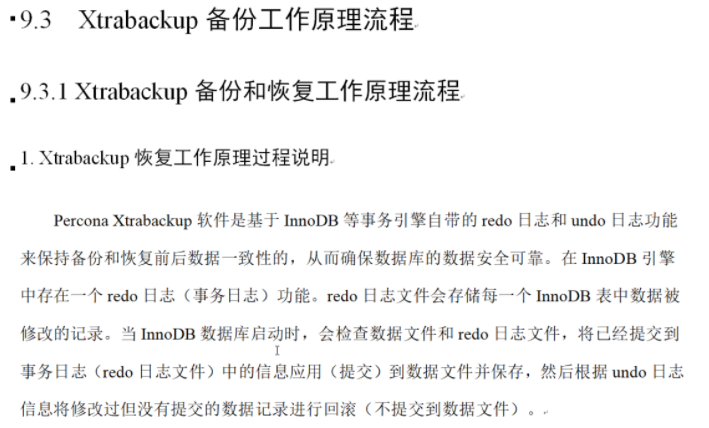 9.3 Xtrabackup 备份工作原理流程
9.3.1 Xtrabackup 备份和恢复工作原理流程
1. Xtrabackup 恢复工作原理过程说明
Percona Xtrabackup 软件是基于 InnoDB 等事务引擎自带的 redo 日志和 undo 日志功能
来保持备份和恢复前后数据一致性的，从而确保数据库的数据安全可靠。在 InnoDB 引擎
中存在一个 redo 日志（事务日志）功能。redo 日志文件会存储每一个 InnoDB 表中数据被
修改的记录。当 InnoDB 数据库启动时，会检查数据文件和 redo 日志文件，将已经提交到
事务日志（redo 日志文件）中的信息应用（提交）到数据文件并保存，然后根据 undo 日志
信息将修改过但没有提交的数据记录进行回滚（不提交到数据文件）。